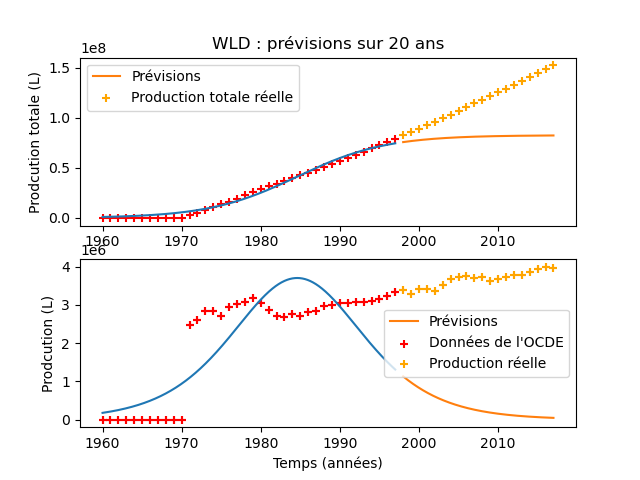 WLD : prévisions sur 20 ans
1e8
Prodcution totale (L)
1.5
1.0
0.5
0.0
Prévisions
Production totale réelle
1960 1970 1980 1990 2000 2010
1e6
Prodcution (L)
4
3
2
1
0
Prévisions
Données de l'OCDE
Production réelle
1960 1970 1980 1990 2000 2010
Temps (années)